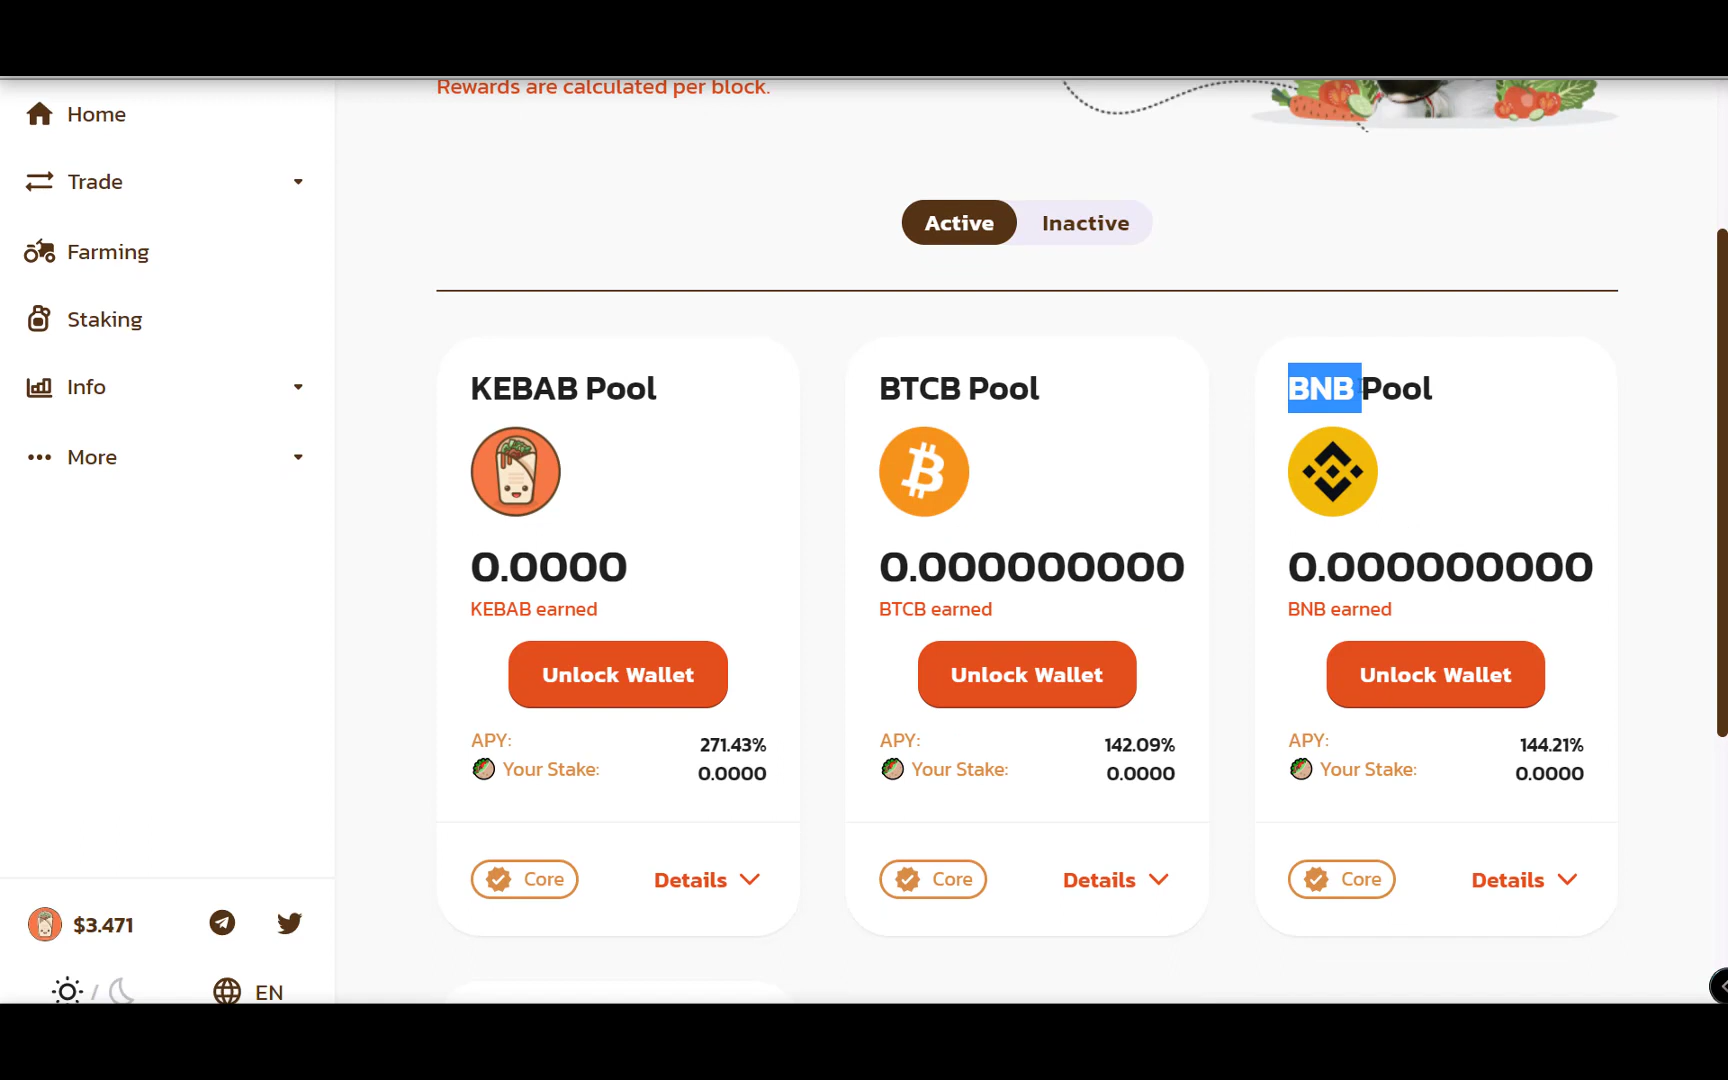 Rewards are calculated per block.
Home
Trade
Farming
Staking
Info
More
Active
Inactive
KEBAB Pool
0.0000
KEBAB earned
Unlock Wallet
APY: 271.43%
Your Stake: 0.0000
Core
Details
BTCB Pool
0.000000000
BTCB earned
Unlock Wallet
APY: 142.09%
Your Stake: 0.0000
Core
Details
BNB Pool
0.000000000
BNB earned
Unlock Wallet
APY: 144.21%
Your Stake: 0.0000
Core
Details
$3.471
/
EN